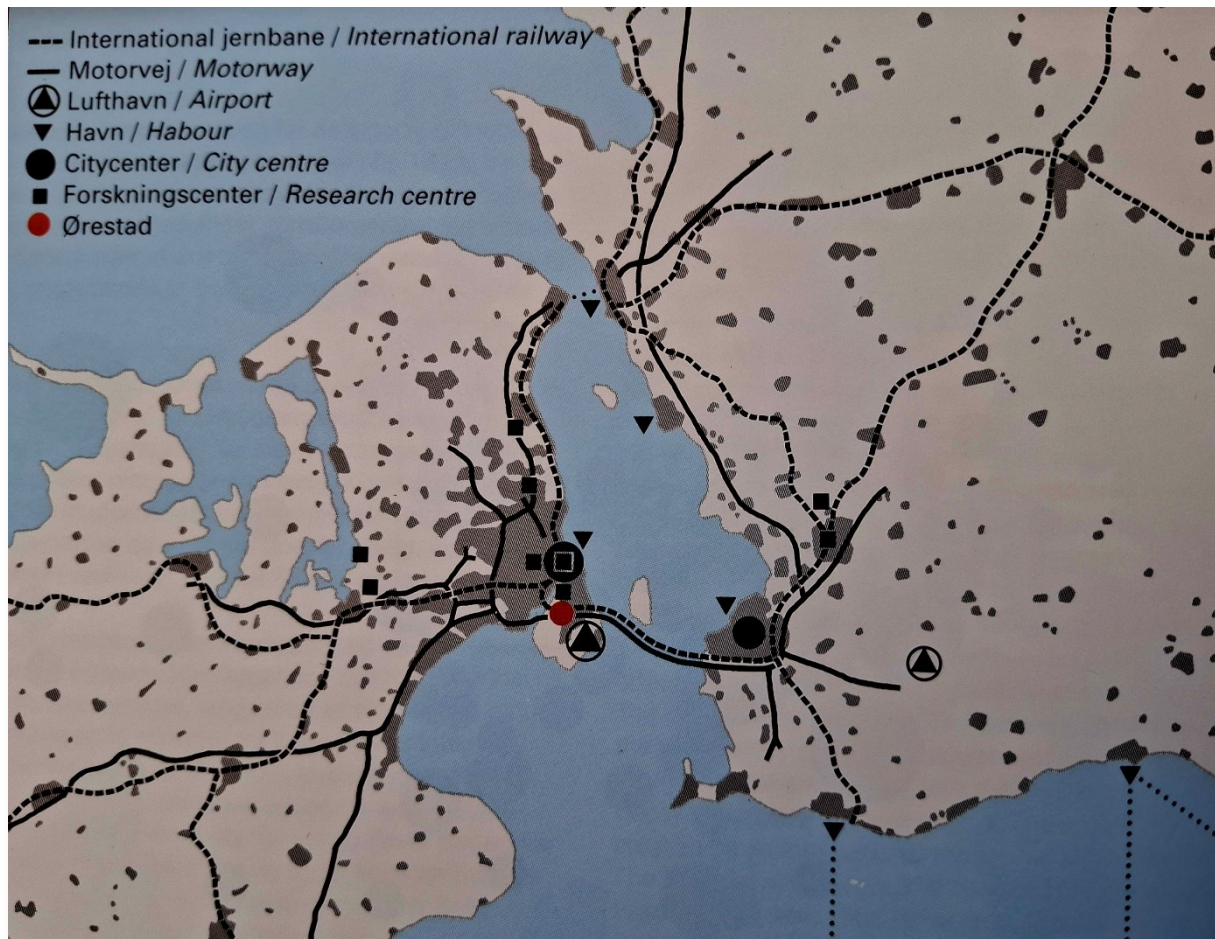 International jernbane / International railway
Motorvej / Motorway
Lufthavn / Airport
Havn / Habour
Citycenter / City centre
Forskningscenter / Research centre
Ørestad